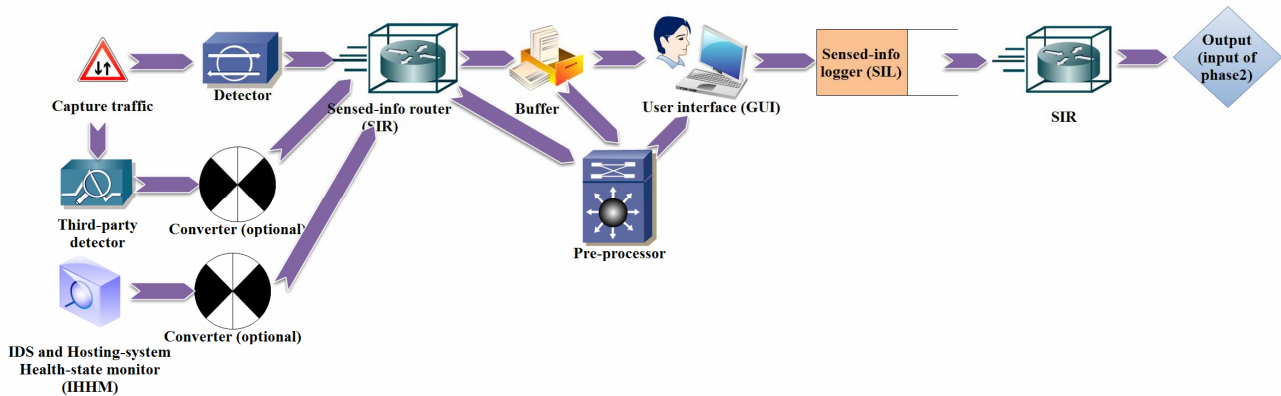 Capture traffic
Detector
Sensed-info router
(SIR)
Buffer
User interface (GUI)
Sensed-info
logger (SIL)
SIR
Output
(input of
phase2)
Third-party
detector
Converter (optional)
Pre-processor
IDS and Hosting-system
Health-state monitor
(IHHM)
Converter (optional)